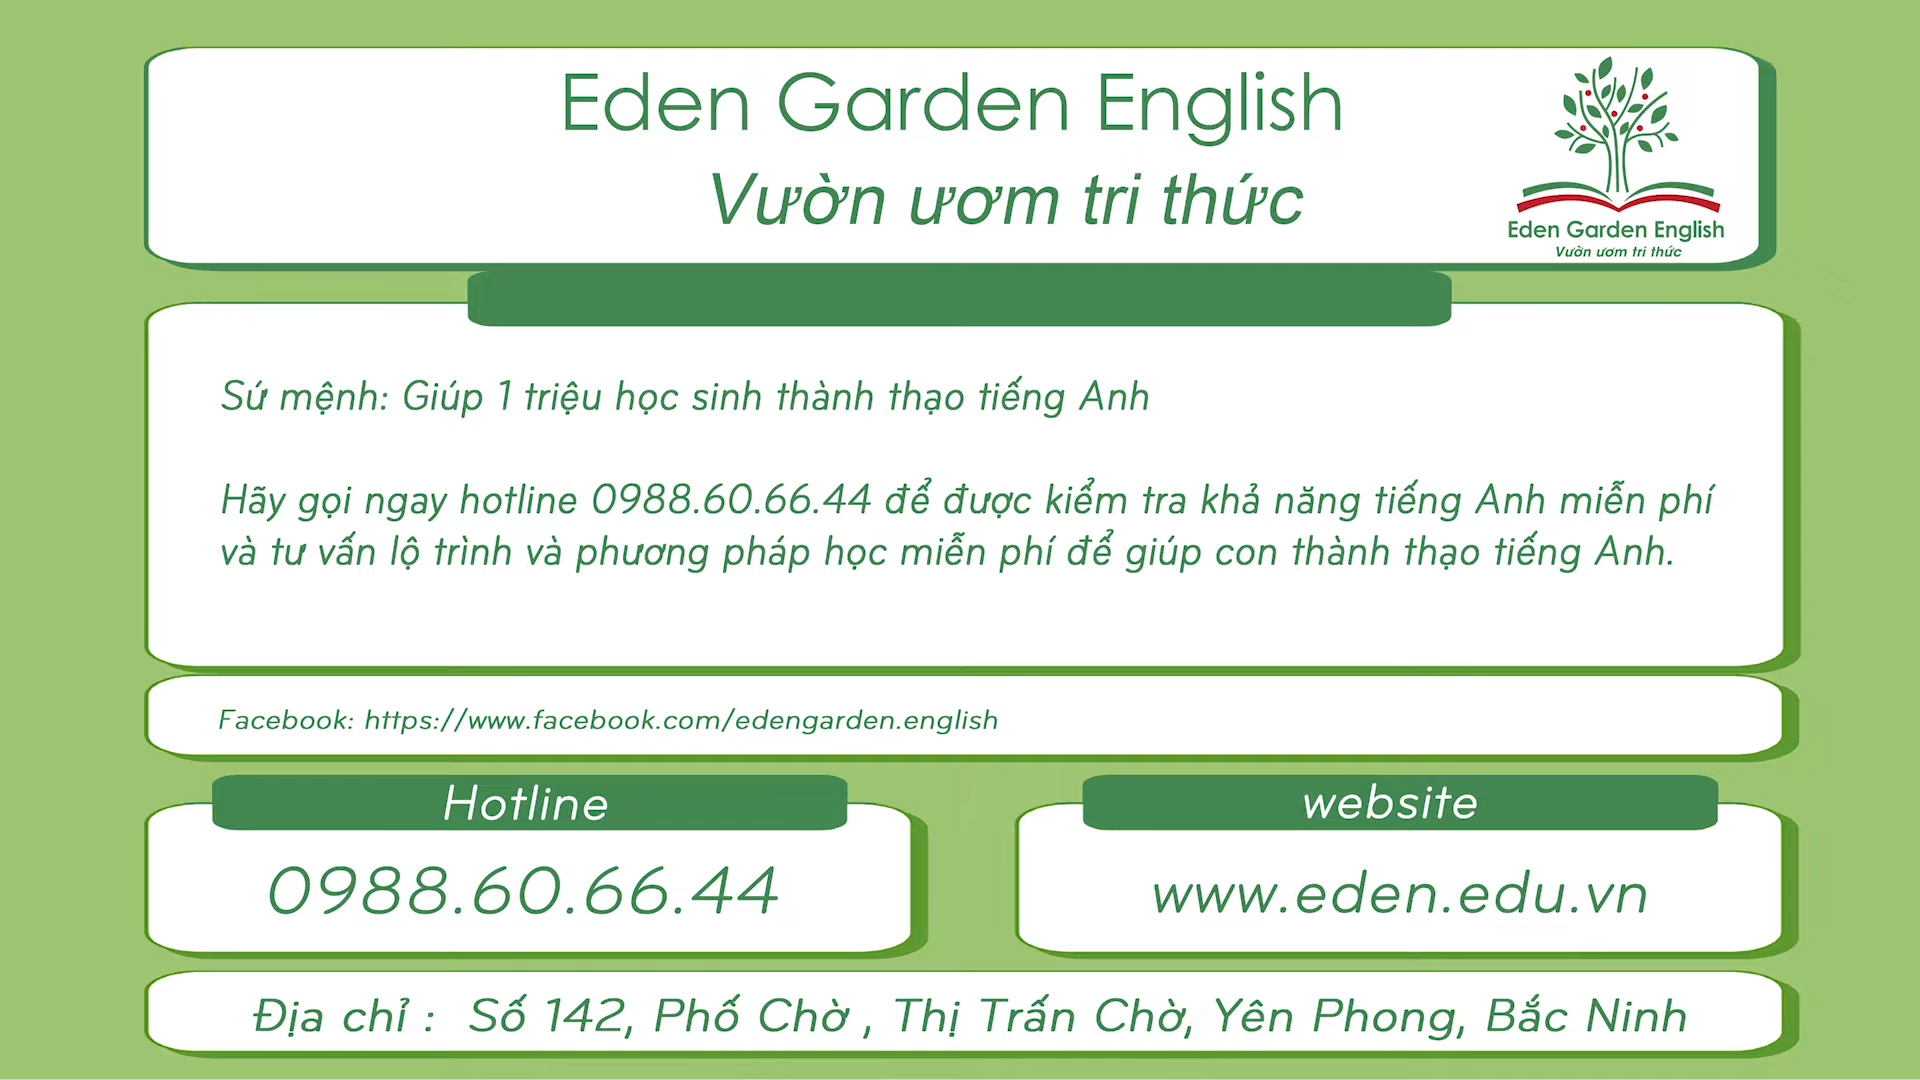 Eden Garden English
Vườn ươm tri thức
Eden Garden English
Vườn ươm tri thức
Sứ mệnh: Giúp 1 triệu học sinh thành thạo tiếng Anh
Hãy gọi ngay hotline 0988.60.66.44 để được kiểm tra khả năng tiếng Anh miễn phí
và tư vấn lộ trình và phương pháp học miễn phí để giúp con thành thạo tiếng Anh.
Facebook: https://www.facebook.com/edengarden.english
Hotline
0988.60.66.44
website
www.eden.edu.vn
Địa chỉ : Số 142, Phố Chờ , Thị Trấn Chờ, Yên Phong, Bắc Ninh